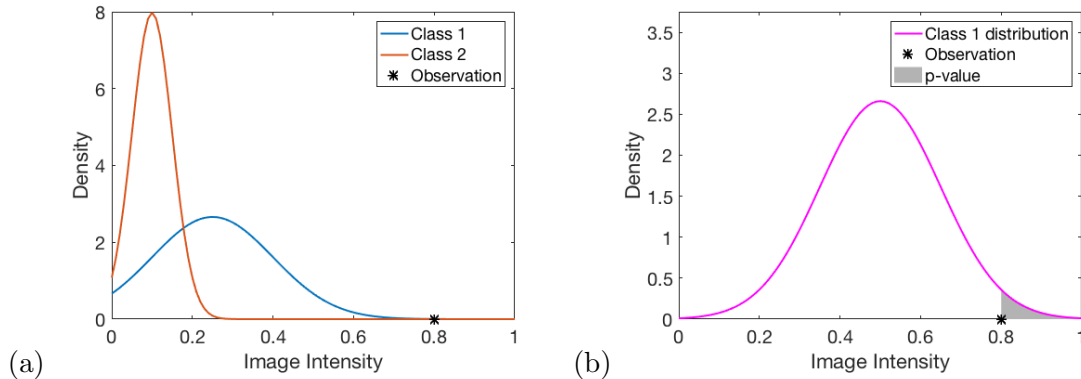 8
6
4
2
0
Density
0
0.2
0.4
0.6
0.8
1
Image Intensity
Class 1
Class 2
Observation
(a)
3.5
3
2.5
2
1.5
1
0.5
0
Density
0
0.2
0.4
0.6
0.8
1
Image Intensity
Class 1 distribution
Observation
p-value
(b)